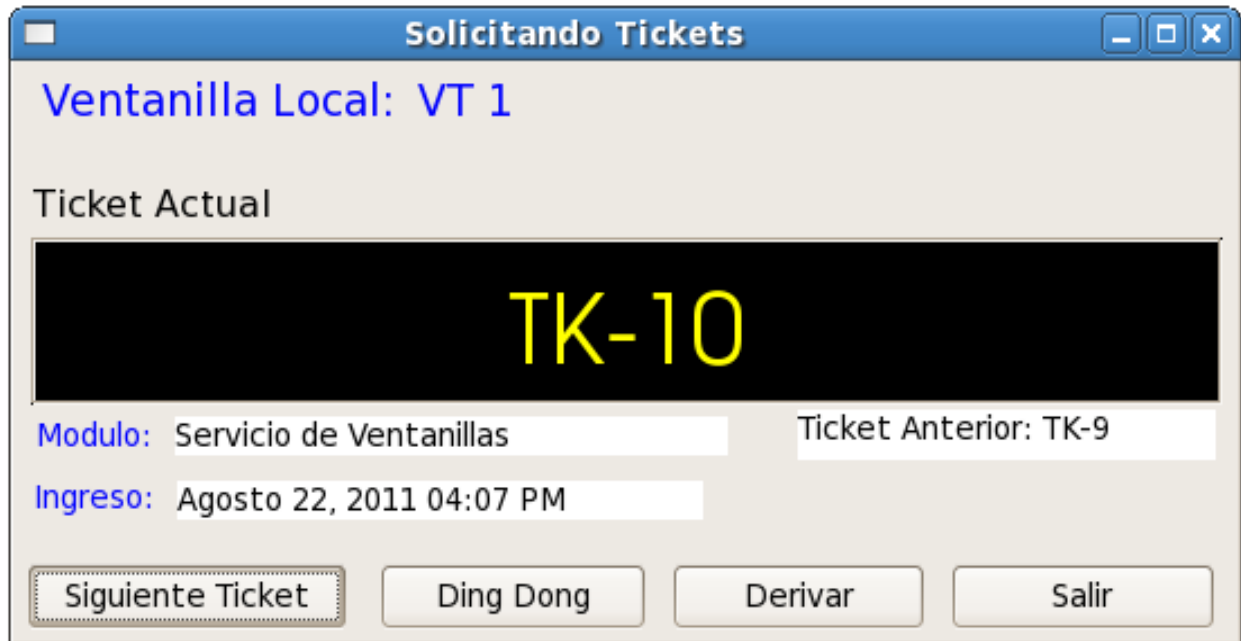 Solicitando Tickets
Ventanilla Local: VT 1
Ticket Actual
TK-10
Modulo: Servicio de Ventanillas
Ticket Anterior: TK-9
Ingreso: Agosto 22, 2011 04:07 PM
Siguiente Ticket
Ding Dong
Derivar
Salir